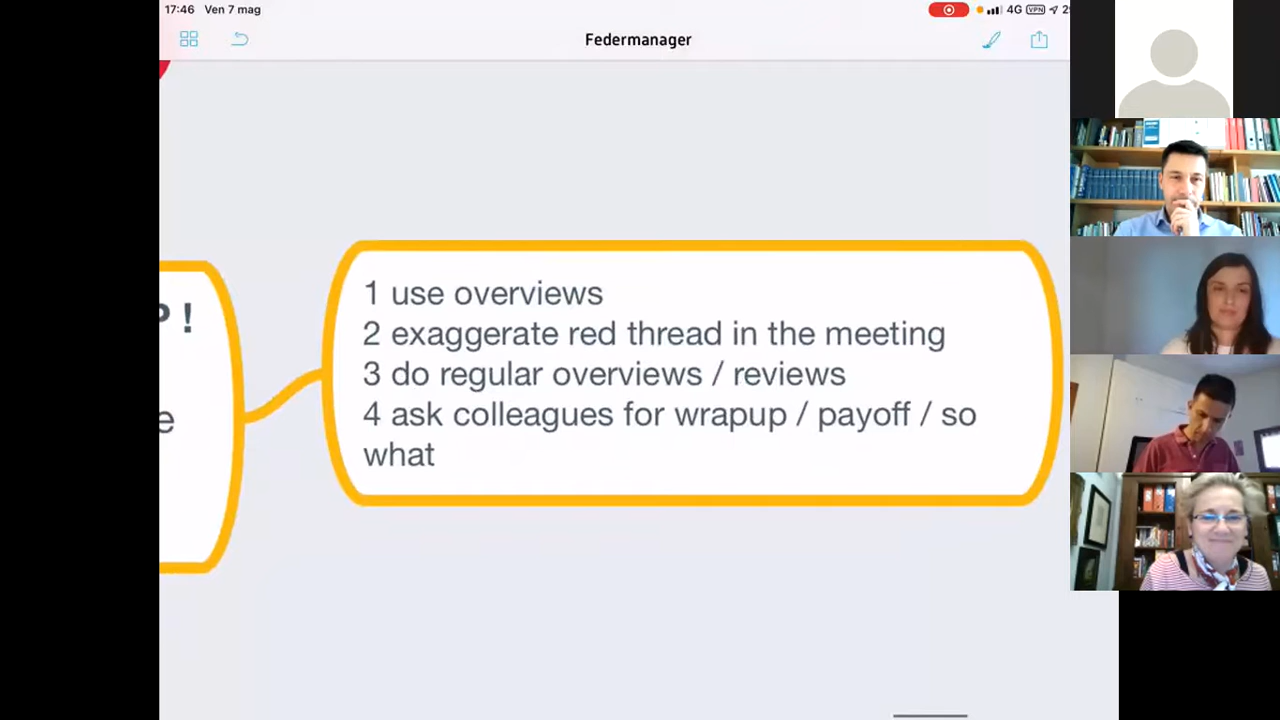 17:46 Ven 7 mag
4G VPN
Federmanager
!
1 use overviews
2 exaggerate red thread in the meeting
3 do regular overviews / reviews
4 ask colleagues for wrapup / payoff / so
what
e